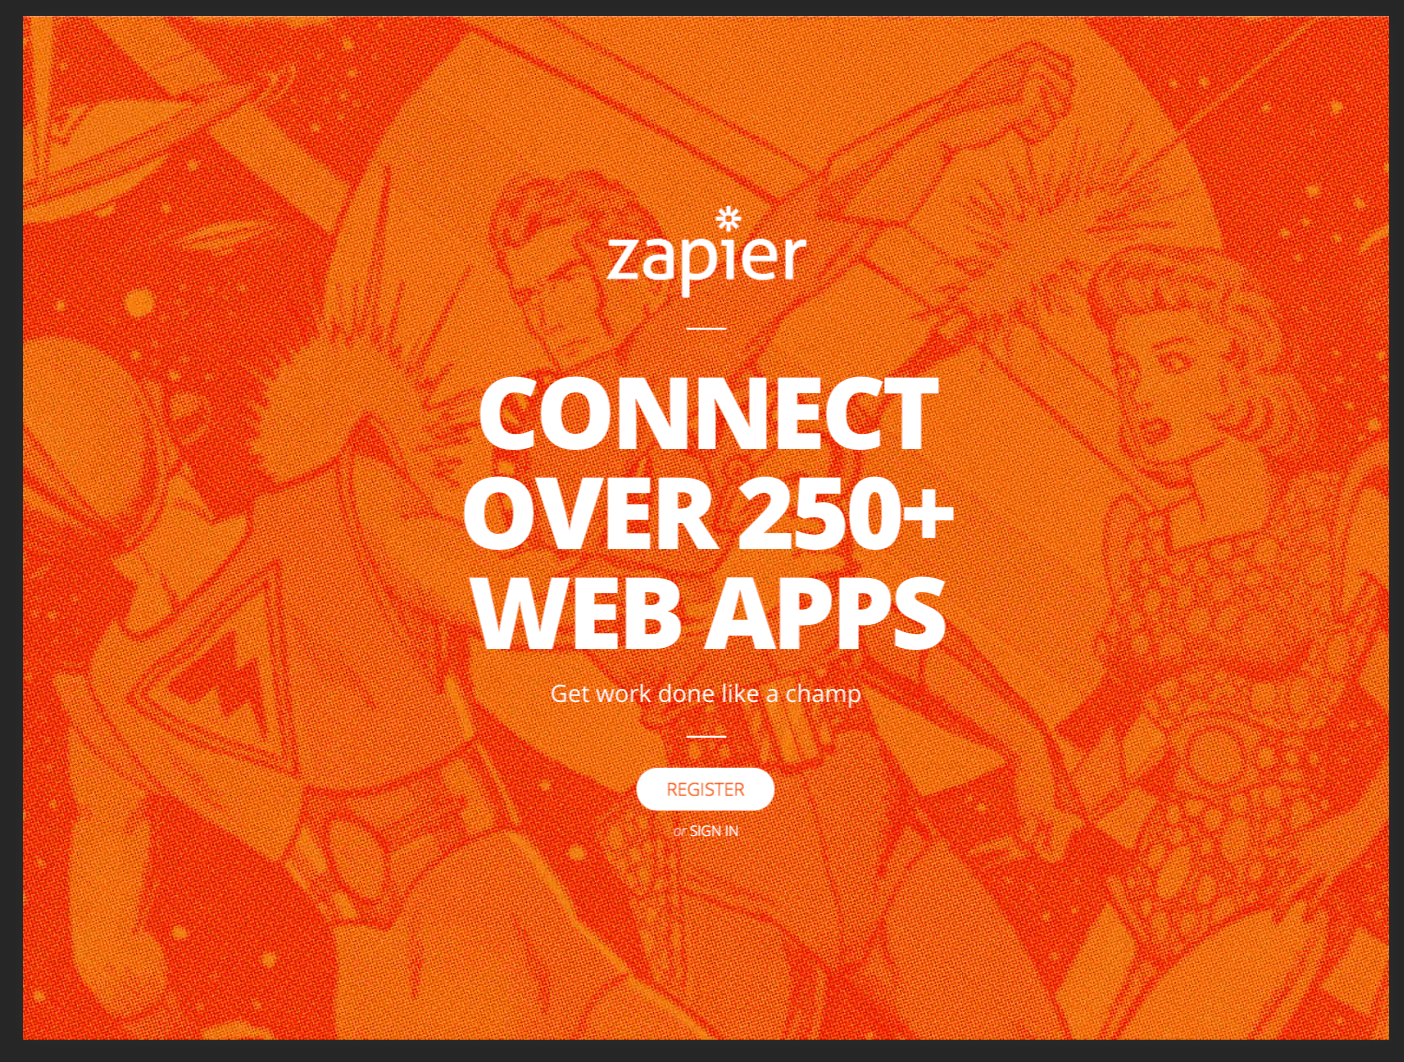 zapier
CONNECT
OVER 250+
WEB APPS
Get work done like a champ
REGISTER
or SIGN IN